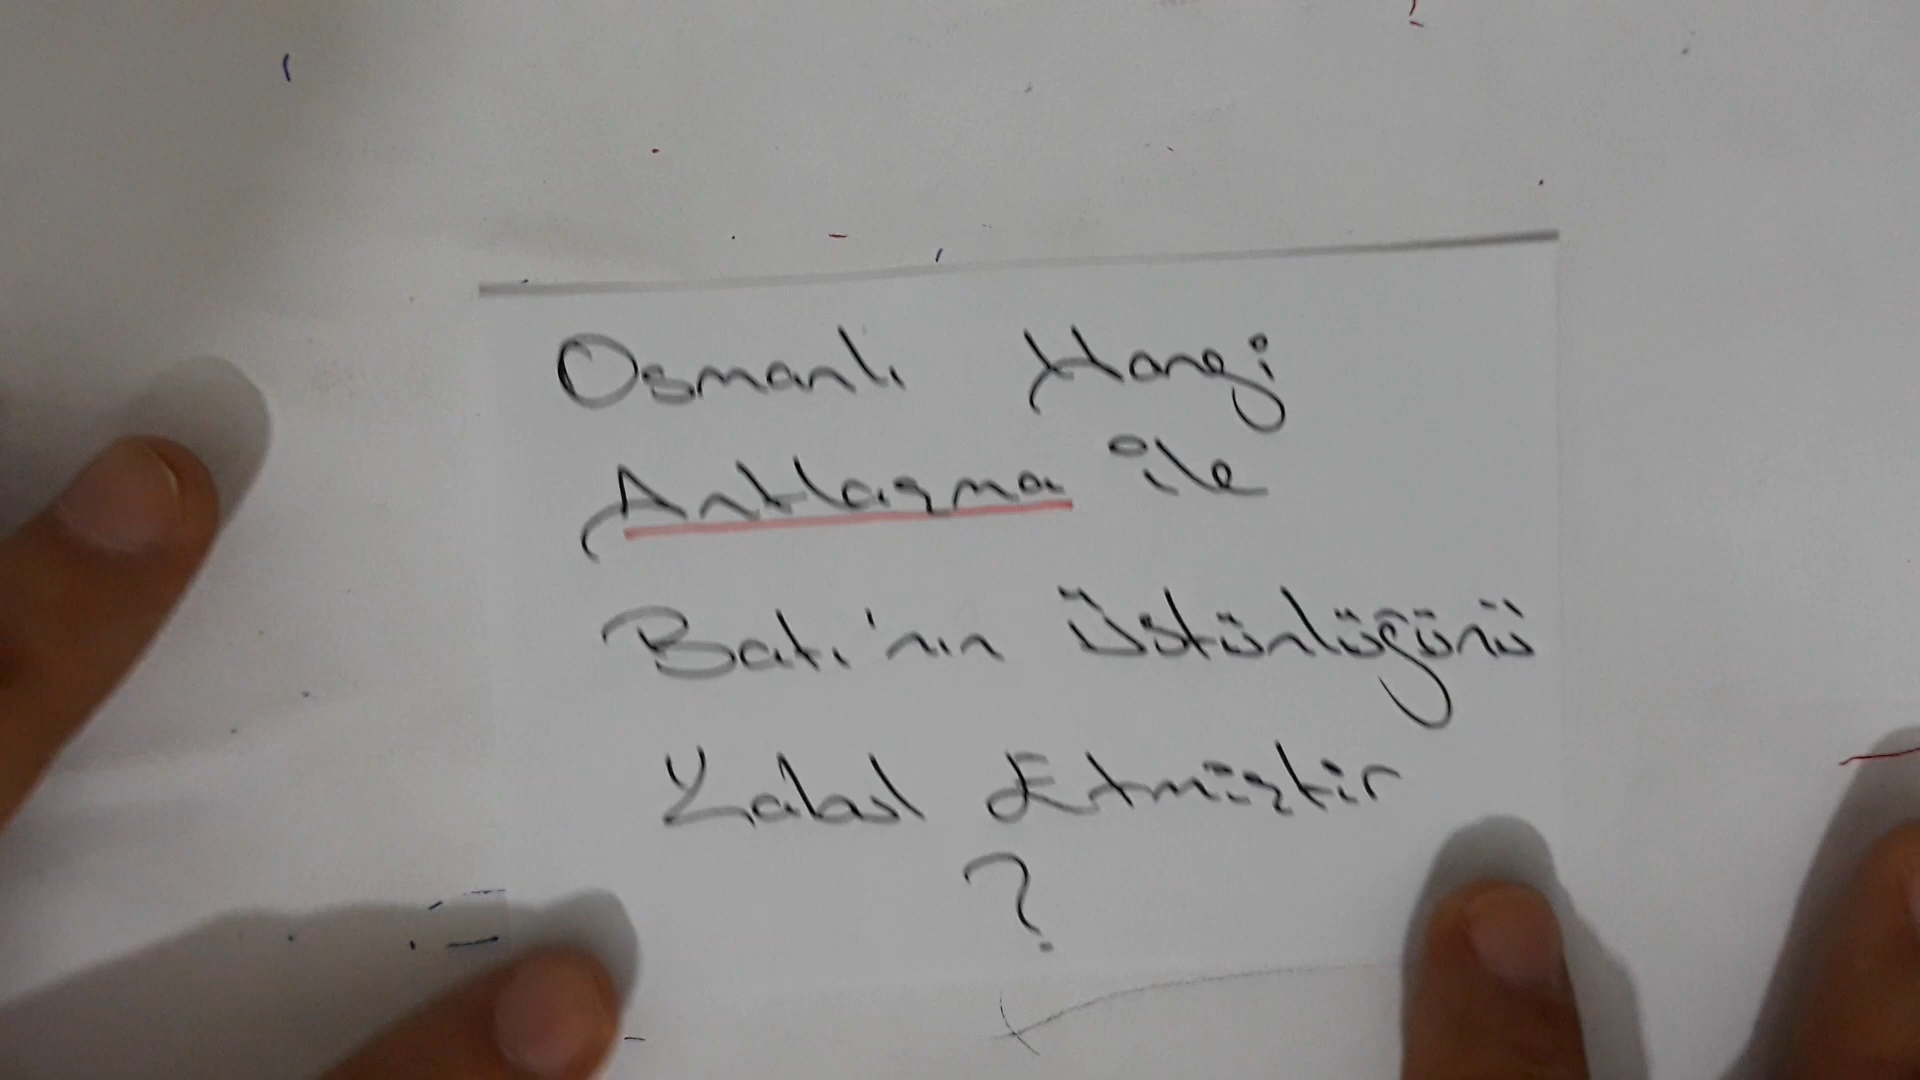 Osmanlı Hangi
Antlaşma ile
Batı'nın Üstünlüğünü
Kabul Etmiştir
?